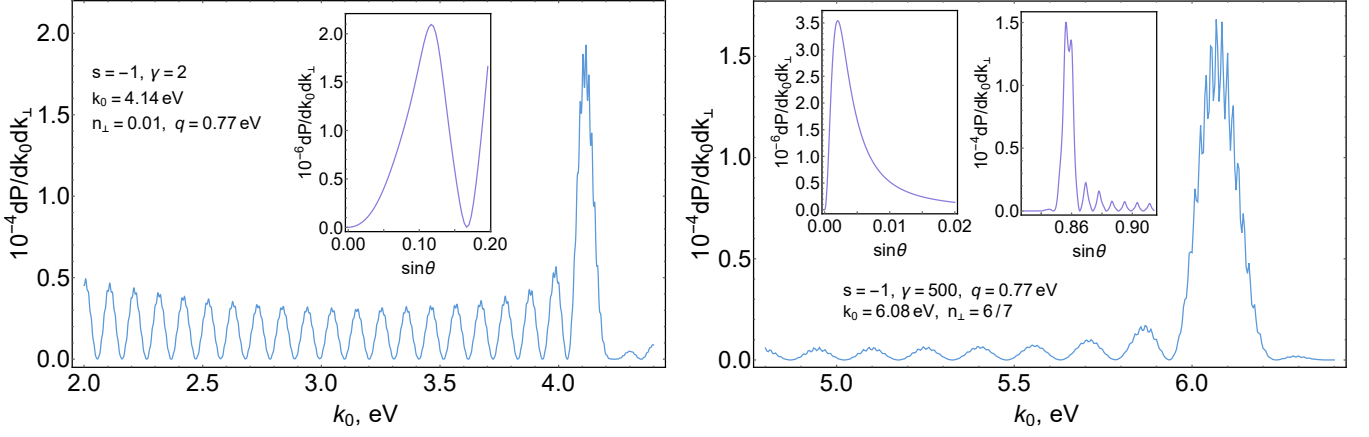 10⁻⁴dP/dk₀dk⊥
2.0
1.5
1.0
0.5
0.0
s = −1, γ = 2
k₀ = 4.14 eV
n⊥ = 0.01, q = 0.77 eV
10⁻⁶dP/dk₀dk⊥
2.0
1.5
1.0
0.5
0.0
0.00 0.10 0.20
sinθ
2.0 2.5 3.0 3.5 4.0
k₀, eV
10⁻⁴dP/dk₀dk⊥
1.5
1.0
0.5
0.0
10⁻⁶dP/dk₀dk⊥
3.5
3.0
2.5
2.0
1.5
1.0
0.5
0.0
0.00 0.01 0.02
sinθ
10⁻⁴dP/dk₀dk⊥
1.5
1.0
0.5
0.0
0.86 0.90
sinθ
s = −1, γ = 500, q = 0.77 eV
k₀ = 6.08 eV, n⊥ = 6/7
5.0 5.5 6.0
k₀, eV